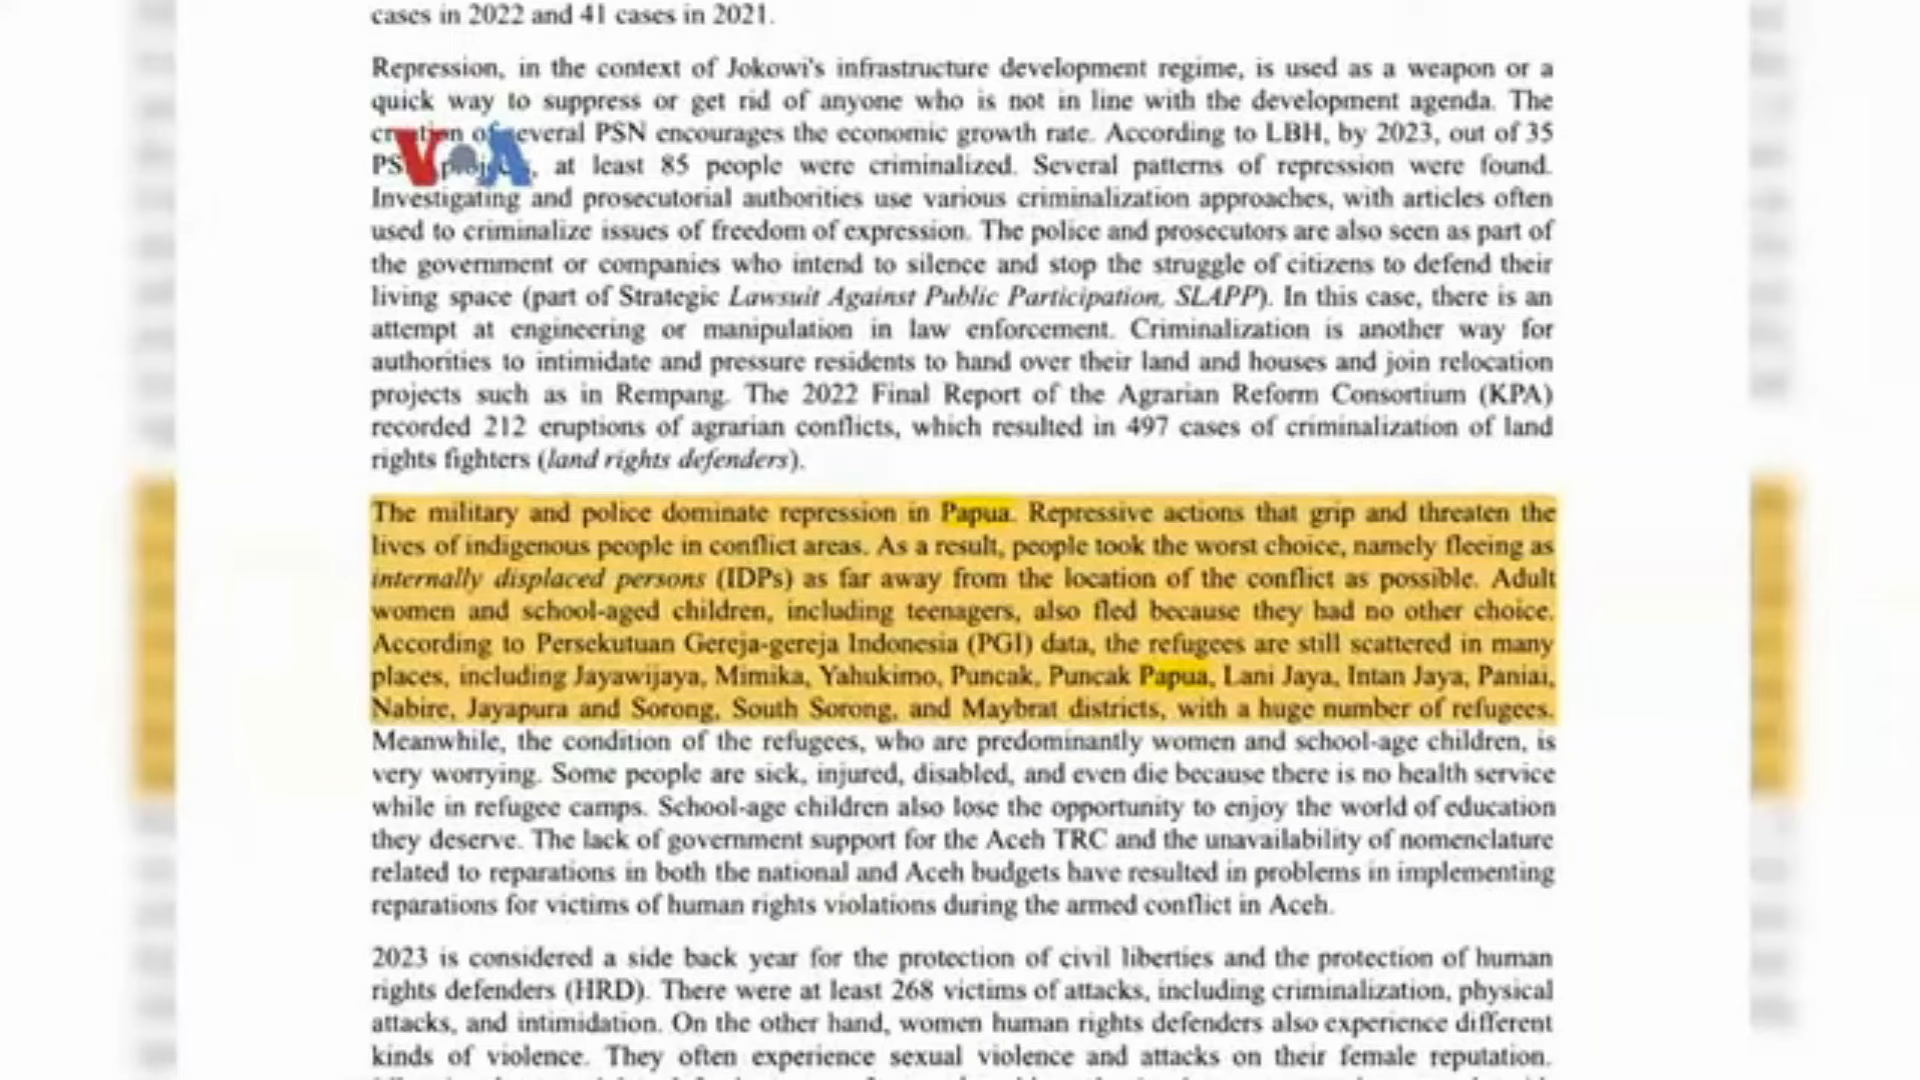 cases in 2022 and 41 cases in 2021.
Repression, in the context of Jokowi's infrastructure development regime, is used as a weapon or a
quick way to suppress or get rid of anyone who is not in line with the development agenda. The
of several PSN encourages the economic growth rate. According to LBH, by 2023, out of 35
VOA at least 85 people were criminalized. Several patterns of repression were found.
Investigating and prosecutorial authorities use various criminalization approaches, with articles often
used to criminalize issues of freedom of expression. The police and prosecutors are also seen as part of
the government or companies who intend to silence and stop the struggle of citizens to defend their
living space (part of Strategic Lawsuit Against Public Participation, SLAPP). In this case, there is an
attempt at engineering or manipulation in law enforcement. Criminalization is another way for
authorities to intimidate and pressure residents to hand over their land and houses and join relocation
projects such as in Rempang. The 2022 Final Report of the Agrarian Reform Consortium (KPA)
recorded 212 eruptions of agrarian conflicts, which resulted in 497 cases of criminalization of land
rights fighters (land rights defenders).
The military and police dominate repression in Papua. Repressive actions that grip and threaten the
lives of indigenous people in conflict areas. As a result, people took the worst choice, namely fleeing as
internally displaced persons (IDPs) as far away from the location of the conflict as possible. Adult
women and school-aged children, including teenagers, also fled because they had no other choice.
According to Persekutuan Gereja-gereja Indonesia (PGI) data, the refugees are still scattered in many
places, including Jayawijaya, Mimika, Yahukimo, Puncak, Puncak Papua, Lani Jaya, Intan Jaya, Paniai,
Nabire, Jayapura and Sorong, South Sorong, and Maybrat districts, with a huge number of refugees.
Meanwhile, the condition of the refugees, who are predominantly women and school-age children, is
very worrying. Some people are sick, injured, disabled, and even die because there is no health service
while in refugee camps. School-age children also lose the opportunity to enjoy the world of education
they deserve. The lack of government support for the Aceh TRC and the unavailability of nomenclature
related to reparations in both the national and Aceh budgets have resulted in problems in implementing
reparations for victims of human rights violations during the armed conflict in Aceh.
2023 is considered a side back year for the protection of civil liberties and the protection of human
rights defenders (HRD). There were at least 268 victims of attacks, including criminalization, physical
attacks, and intimidation. On the other hand, women human rights defenders also experience different
kinds of violence. They often experience sexual violence and attacks on their female reputation.